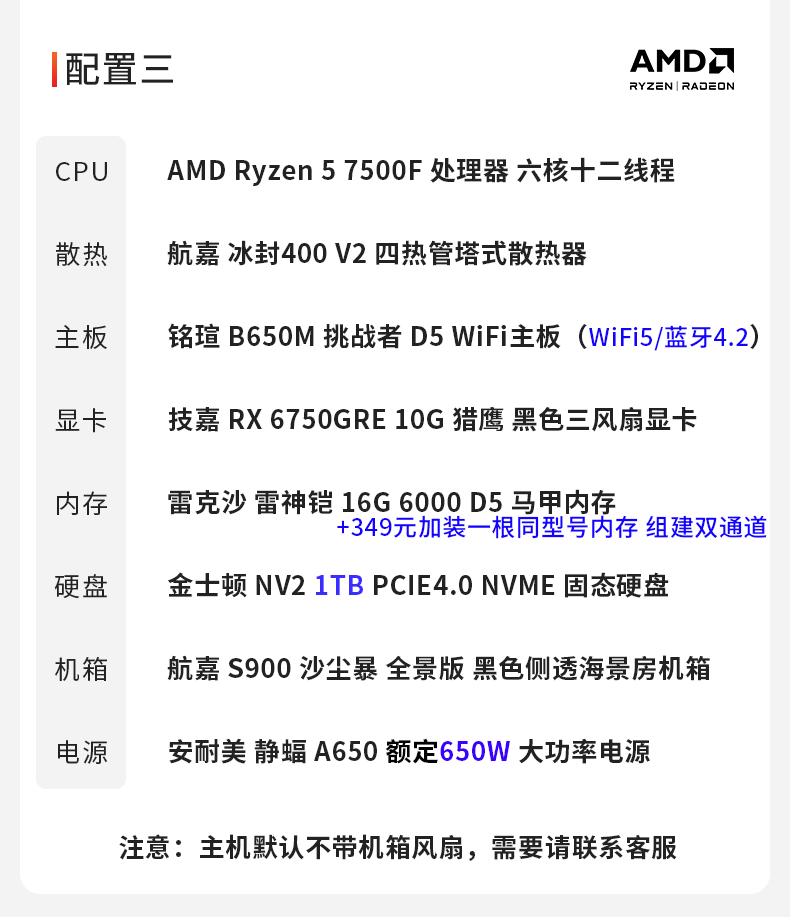 配置三
AMD
RYZEN | RADEON
CPU AMD Ryzen 5 7500F 处理器 六核十二线程
散热 航嘉 冰封400 V2 四热管塔式散热器
主板 铭瑄 B650M 挑战者 D5 WiFi主板（WiFi5/蓝牙4.2）
显卡 技嘉 RX 6750GRE 10G 猎鹰 黑色三风扇显卡
内存 雷克沙 雷神铠 16G 6000 D5 马甲内存
+349元加装一根同型号内存 组建双通道
硬盘 金士顿 NV2 1TB PCIE4.0 NVME 固态硬盘
机箱 航嘉 S900 沙尘暴 全景版 黑色侧透海景房机箱
电源 安耐美 静蝠 A650 额定650W 大功率电源
注意：主机默认不带机箱风扇，需要请联系客服